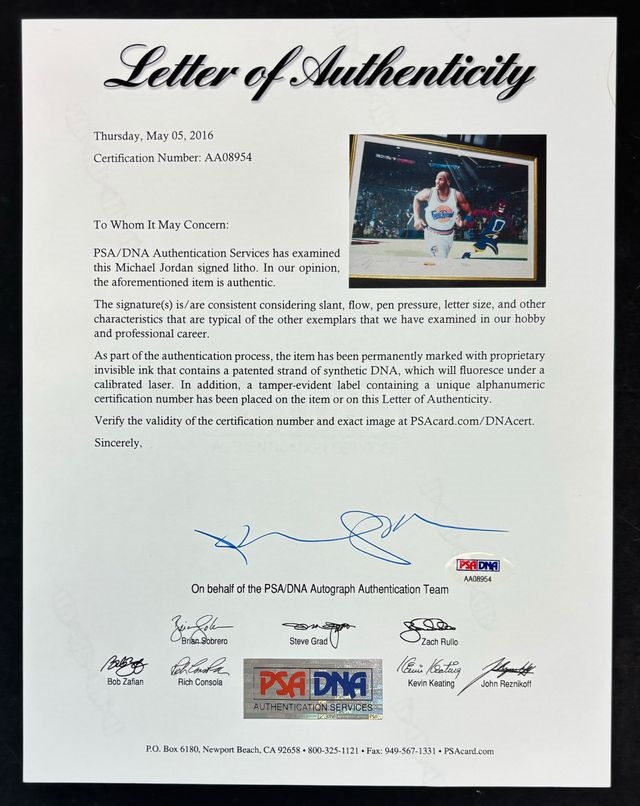 Letter of Authenticity
Thursday, May 05, 2016
Certification Number: AA08954
To Whom It May Concern:
PSA/DNA Authentication Services has examined
this Michael Jordan signed litho. In our opinion,
the aforementioned item is authentic.
The signature(s) is/are consistent considering slant, flow, pen pressure, letter size, and other
characteristics that are typical of the other exemplars that we have examined in our hobby
and professional career.
As part of the authentication process, the item has been permanently marked with proprietary
invisible ink that contains a patented strand of synthetic DNA, which will fluoresce under a
calibrated laser. In addition, a tamper-evident label containing a unique alphanumeric
certification number has been placed on the item or on this Letter of Authenticity.
Verify the validity of the certification number and exact image at PSAcard.com/DNAcert.
Sincerely,
PSA DNA
AA08954
On behalf of the PSA/DNA Autograph Authentication Team
Brian Sobrero
Steve Grad
Zach Rullo
Bob Zafian
Rich Consola
Kevin Keating
Kevin Keating
John Reznikoff
PSA DNA
AUTHENTICATION SERVICES
P.O. Box 6180, Newport Beach, CA 92658 • 800-325-1121 • Fax: 949-567-1331 • PSAcard.com